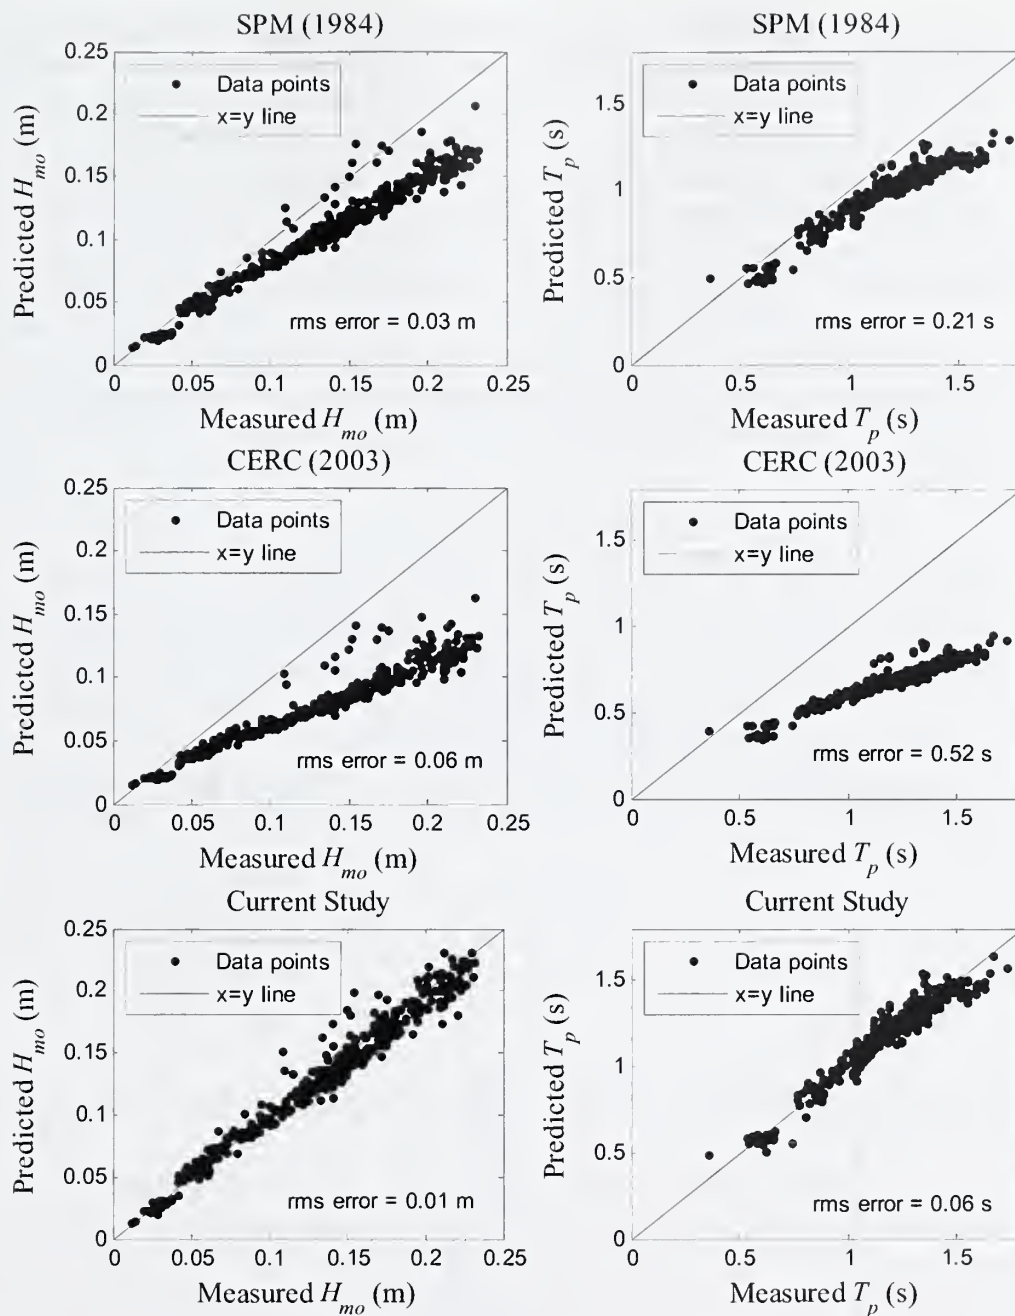 SPM (1984)
0.25
0.2
0.15
0.1
0.05
0
Predicted H_mo (m)
Data points
x=y line
rms error = 0.03 m
0 0.05 0.1 0.15 0.2 0.25
Measured H_mo (m)
SPM (1984)
1.5
1
0.5
0
Predicted T_p (s)
Data points
x=y line
rms error = 0.21 s
0 0.5 1 1.5
Measured T_p (s)
CERC (2003)
0.25
0.2
0.15
0.1
0.05
0
Predicted H_mo (m)
Data points
x=y line
rms error = 0.06 m
0 0.05 0.1 0.15 0.2 0.25
Measured H_mo (m)
CERC (2003)
1.5
1
0.5
0
Predicted T_p (s)
Data points
x=y line
rms error = 0.52 s
0 0.5 1 1.5
Measured T_p (s)
Current Study
0.25
0.2
0.15
0.1
0.05
0
Predicted H_mo (m)
Data points
x=y line
rms error = 0.01 m
0 0.05 0.1 0.15 0.2 0.25
Measured H_mo (m)
Current Study
1.5
1
0.5
0
Predicted T_p (s)
Data points
x=y line
rms error = 0.06 s
0 0.5 1 1.5
Measured T_p (s)